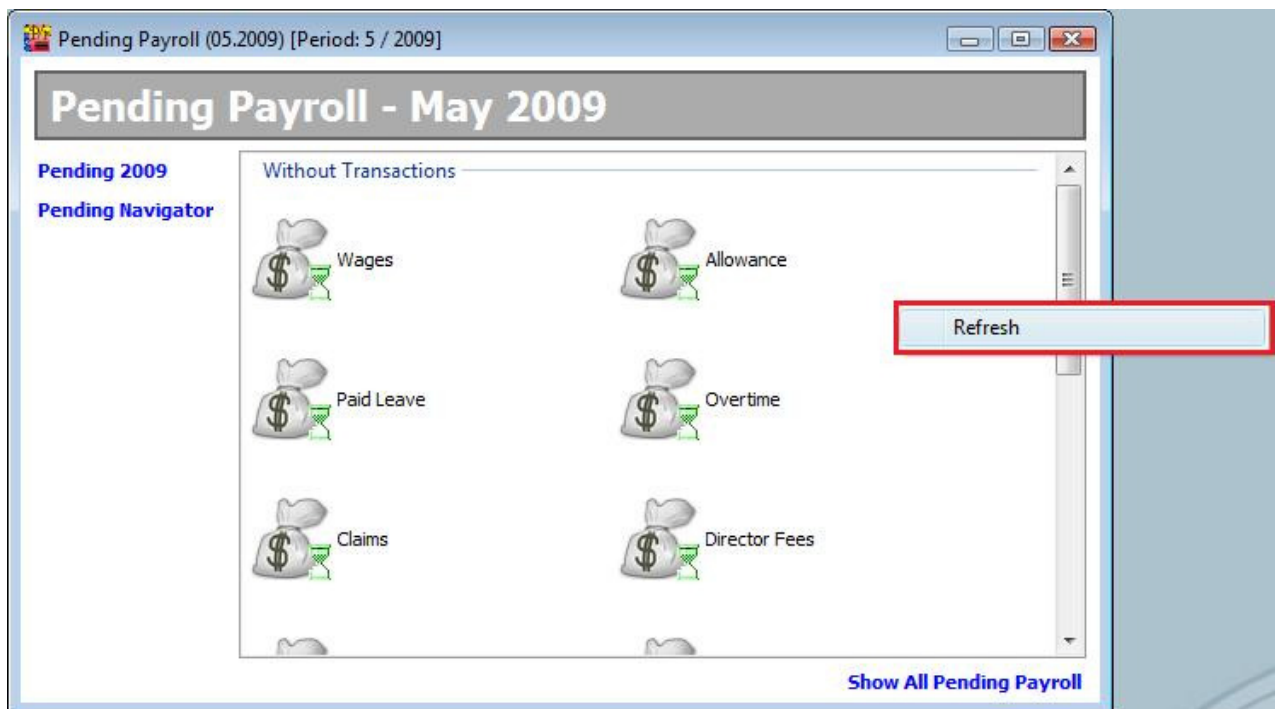 Pending Payroll (05.2009) [Period: 5 / 2009]
Pending Payroll - May 2009
Pending 2009
Pending Navigator
Without Transactions
Wages
Allowance
Refresh
Paid Leave
Overtime
Claims
Director Fees
Show All Pending Payroll